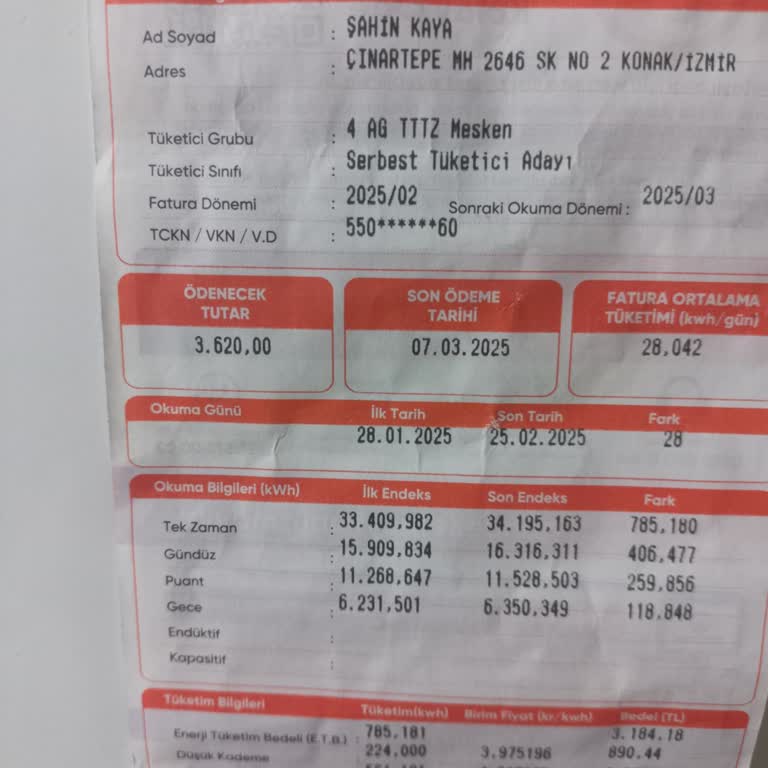 Ad Soyad : ŞAHİN KAYA
Adres : ÇINARTEPE MH 2646 SK NO 2 KONAK/İZMİR
Tüketici Grubu : 4 AG TTTZ Mesken
Tüketici Sınıfı : Serbest Tüketici Adayı
Fatura Dönemi : 2025/02 Sonraki Okuma Dönemi : 2025/03
TCKN / VKN / V.D : 550******60
ÖDENECEK TUTAR
3.620,00
SON ÖDEME TARİHİ
07.03.2025
FATURA ORTALAMA TÜKETİMİ (kwh/gün)
28,042
Okuma Günü İlk Tarih Son Tarih Fark
28.01.2025 25.02.2025 28
Okuma Bilgileri (kWh) İlk Endeks Son Endeks Fark
Tek Zaman : 33.409,982 34.195,163 785,180
Gündüz : 15.909,834 16.316,311 406,477
Puant : 11.268,647 11.528,503 259,856
Gece : 6.231,501 6.350,349 118,848
Endüktif :
Kapasitif :
Tüketim Bilgileri Tüketim(kwh) Birim Fiyat (kr/kwh) Bedel (TL)
Enerji Tüketim Bedeli (E.T.B.) : 785,181 3.184.18
Düşük Kademe 224,000 3.975196 890.44